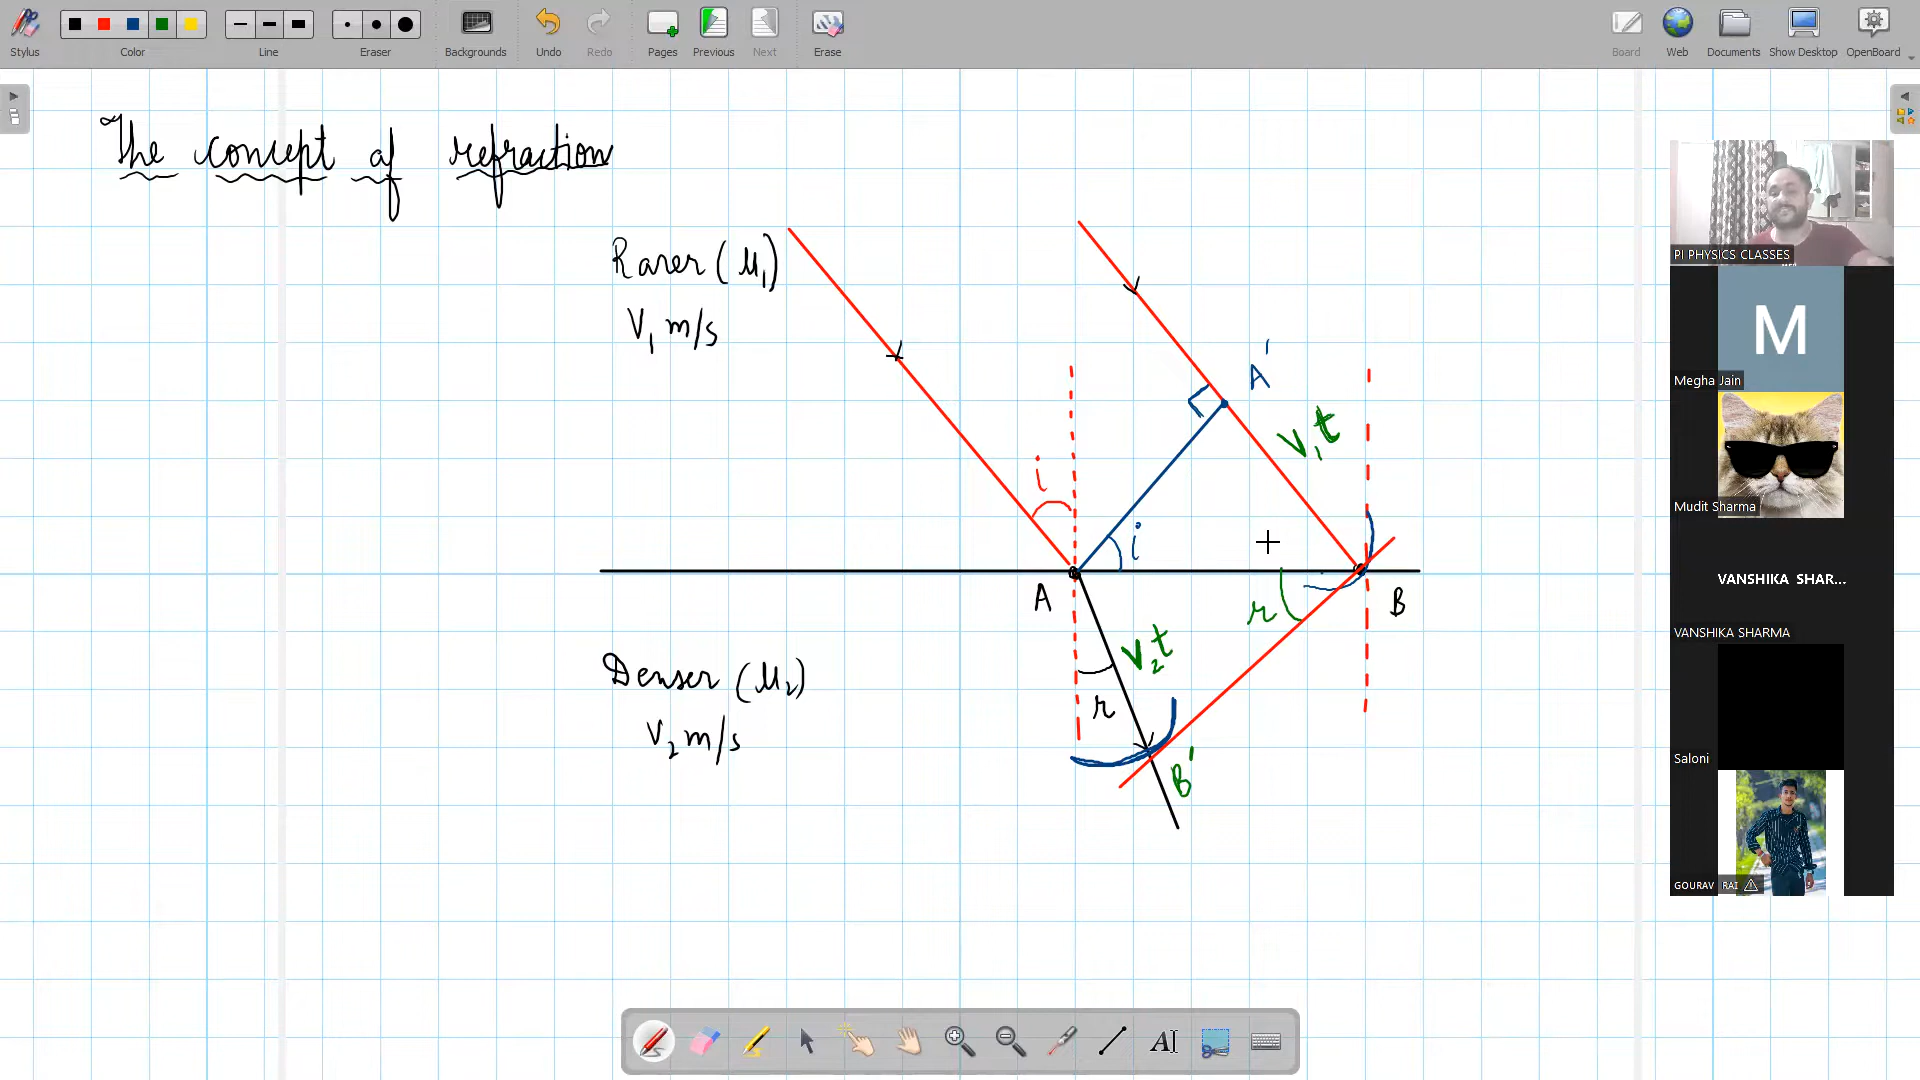 Stylus
Color
Line
Eraser
Backgrounds
Undo
Redo
Pages
Previous
Next
Erase
Board
Web
Documents
Show Desktop
OpenBoard
The concept of refraction
Rarer (μ₁)
V₁ m/s
A'
V₁t
i
i
A
B
r
V₂t
r
B'
Denser (μ₂)
V₂ m/s
PI PHYSICS CLASSES
M
Megha Jain
Mudit Sharma
VANSHIKA SHAR...
VANSHIKA SHARMA
Saloni
GOURAV RAI
AI